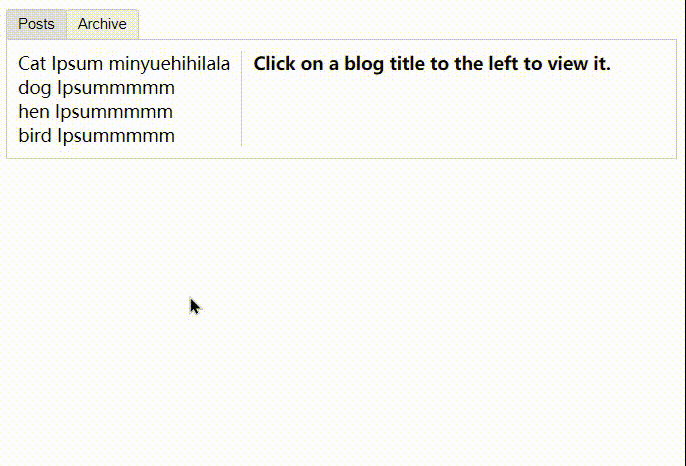 Posts Archive
Cat Ipsum minyuehihilala
dog Ipsummmmm
hen Ipsummmmm
bird Ipsummmmm
Click on a blog title to the left to view it.